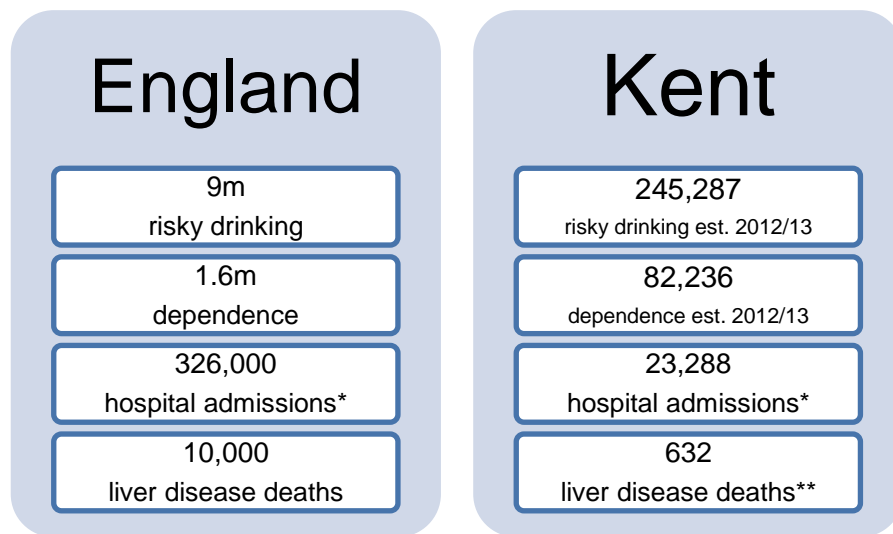 England
9m
risky drinking
1.6m
dependence
326,000
hospital admissions*
10,000
liver disease deaths
Kent
245,287
risky drinking est. 2012/13
82,236
dependence est. 2012/13
23,288
hospital admissions*
632
liver disease deaths**